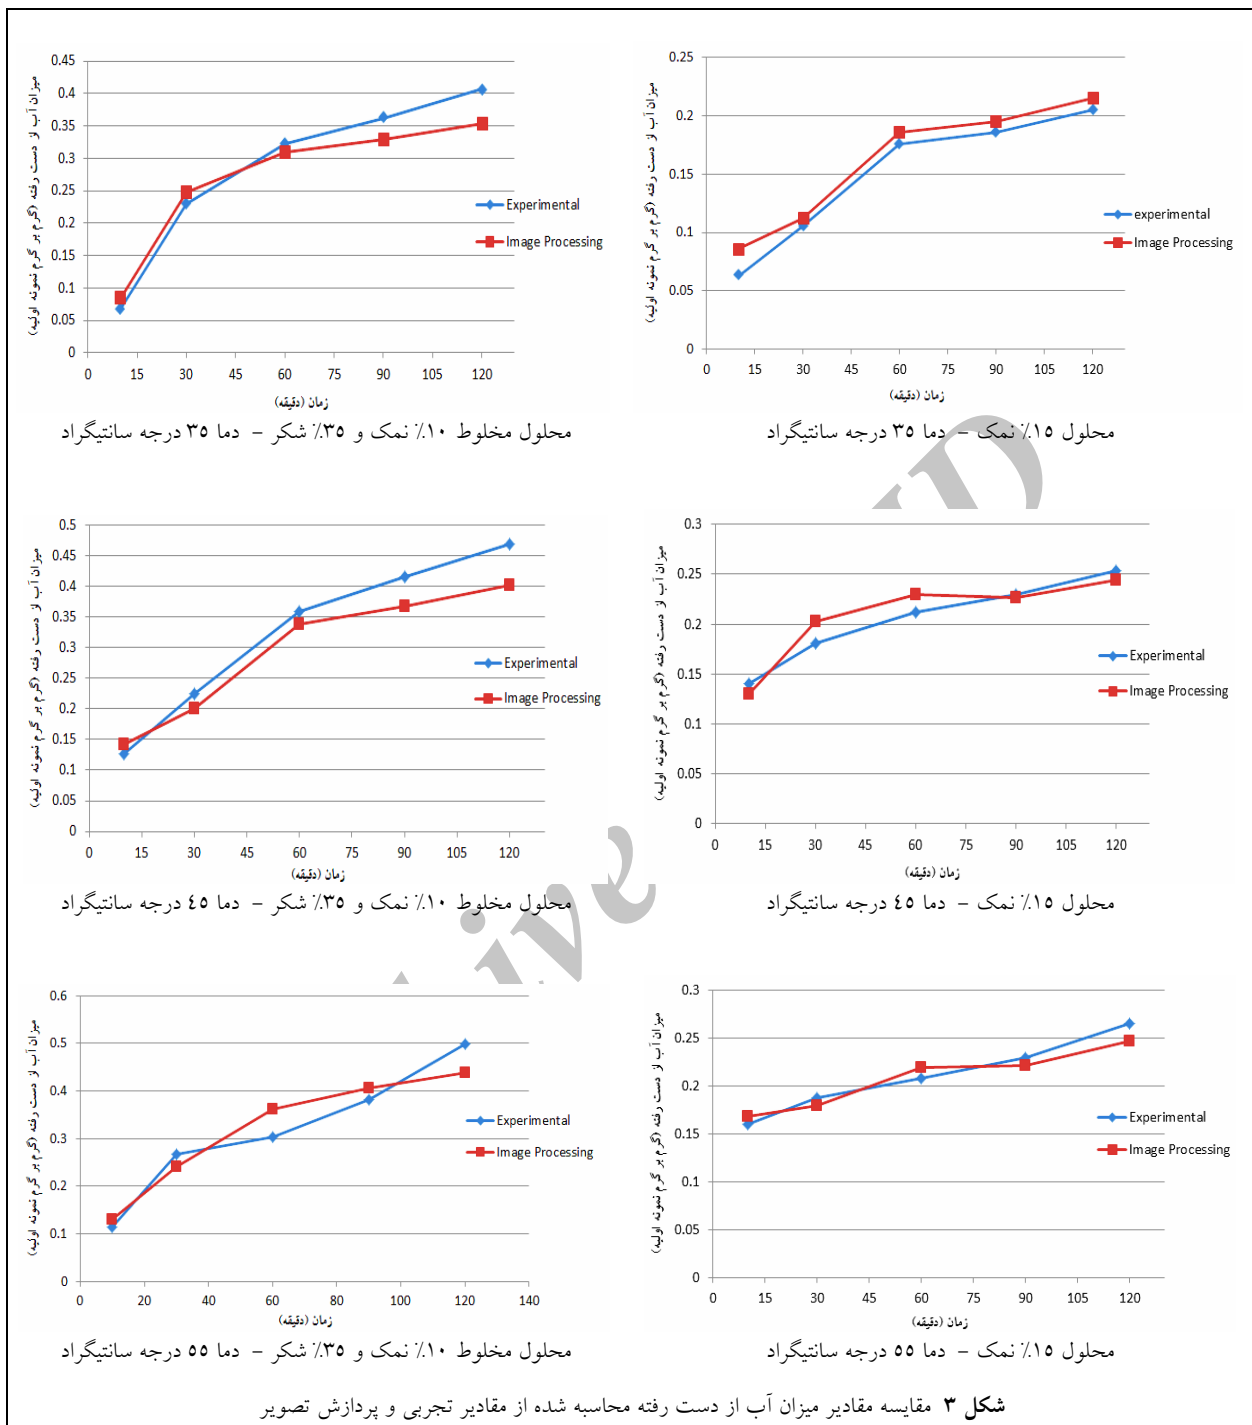 0.45
0.4
0.35
0.3
0.25
0.2
0.15
0.1
0.05
0
0 15 30 45 60 75 90 105 120
میزان آب از دست رفته (گرم بر گرم نمونه اولیه)
زمان (دقیقه)
Experimental
Image Processing
محلول مخلوط ۱۰٪ نمک و ۳۵٪ شکر – دما ۳۵ درجه سانتیگراد
0.25
0.2
0.15
0.1
0.05
0
0 15 30 45 60 75 90 105 120
میزان آب از دست رفته (گرم بر گرم نمونه اولیه)
زمان (دقیقه)
experimental
Image Processing
محلول ۱۵٪ نمک – دما ۳۵ درجه سانتیگراد
0.5
0.45
0.4
0.35
0.3
0.25
0.2
0.15
0.1
0.05
0
0 15 30 45 60 75 90 105 120
میزان آب از دست رفته (گرم بر گرم نمونه اولیه)
زمان (دقیقه)
Experimental
Image Processing
محلول مخلوط ۱۰٪ نمک و ۳۵٪ شکر – دما ٤٥ درجه سانتیگراد
0.3
0.25
0.2
0.15
0.1
0.05
0
0 15 30 45 60 75 90 105 120
میزان آب از دست رفته (گرم بر گرم نمونه اولیه)
زمان (دقیقه)
Experimental
Image Processing
محلول ۱۵٪ نمک – دما ٤٥ درجه سانتیگراد
0.6
0.5
0.4
0.3
0.2
0.1
0
0 20 40 60 80 100 120 140
میزان آب از دست رفته (گرم بر گرم نمونه اولیه)
زمان (دقیقه)
Experimental
Image Processing
محلول مخلوط ۱۰٪ نمک و ۳۵٪ شکر – دما ۵۵ درجه سانتیگراد
0.3
0.25
0.2
0.15
0.1
0.05
0
0 15 30 45 60 75 90 105 120
میزان آب از دست رفته (گرم بر گرم نمونه اولیه)
زمان (دقیقه)
Experimental
Image Processing
محلول ۱۵٪ نمک – دما ۵۵ درجه سانتیگراد
شکل ۳ مقایسه مقادیر میزان آب از دست رفته محاسبه شده از مقادیر تجربی و پردازش تصویر